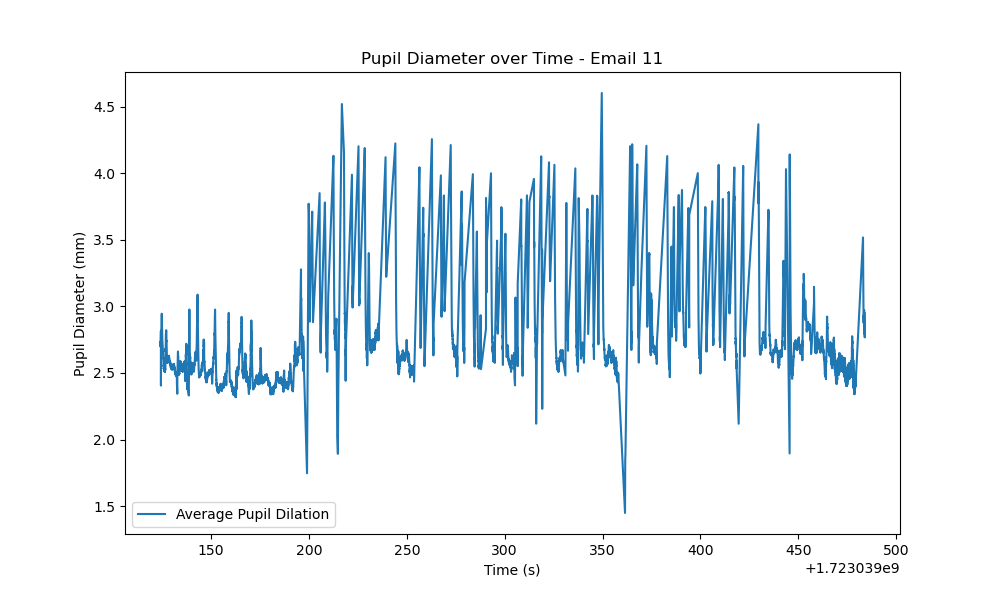 Pupil Diameter over Time - Email 11
4.5
4.0
3.5
3.0
2.5
2.0
1.5
Pupil Diameter (mm)
Average Pupil Dilation
150 200 250 300 350 400 450 500
Time (s)
+1.723039e9